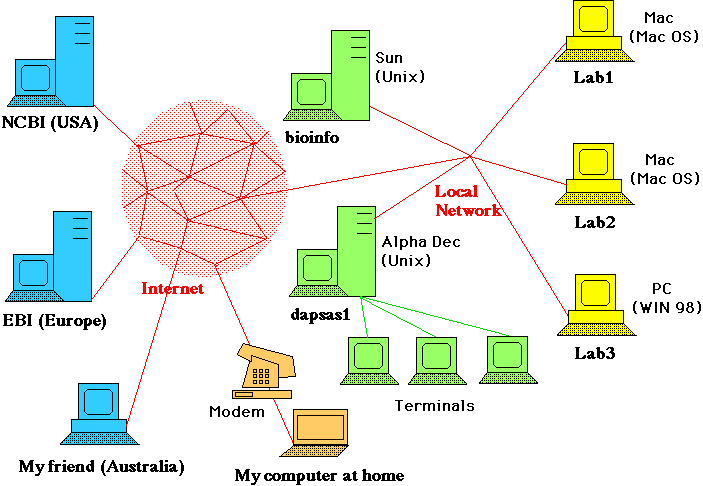 Mac
(Mac OS)
Lab1
Sun
(Unix)
bioinfo
NCBI (USA)
Mac
(Mac OS)
Lab2
Local
Network
Alpha Dec
(Unix)
dapsas1
Internet
EBI (Europe)
PC
(WIN 98)
Lab3
Modem
Terminals
My friend (Australia)
My computer at home